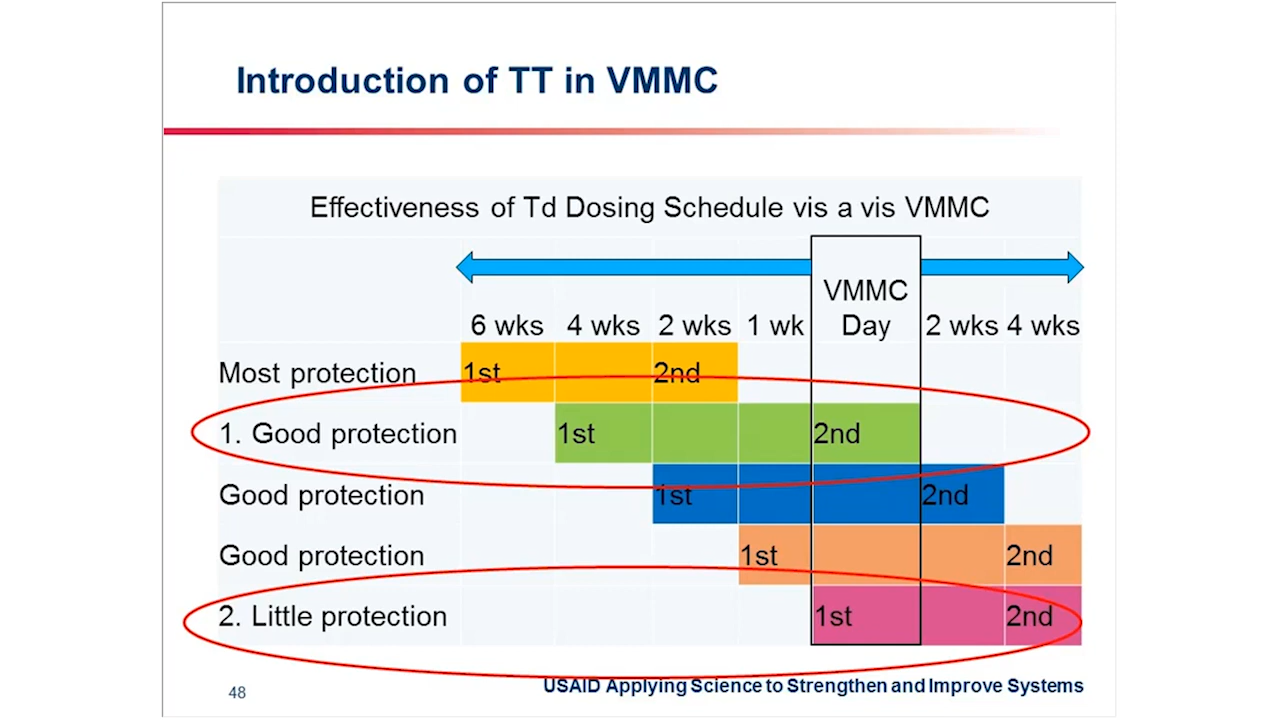 Introduction of TT in VMMC
Effectiveness of Td Dosing Schedule vis a vis VMMC
VMMC
6 wks 4 wks 2 wks 1 wk Day 2 wks 4 wks
Most protection 1st 2nd
1. Good protection 1st 2nd
Good protection 1st 2nd
Good protection 1st 2nd
2. Little protection 1st 2nd
48
USAID Applying Science to Strengthen and Improve Systems